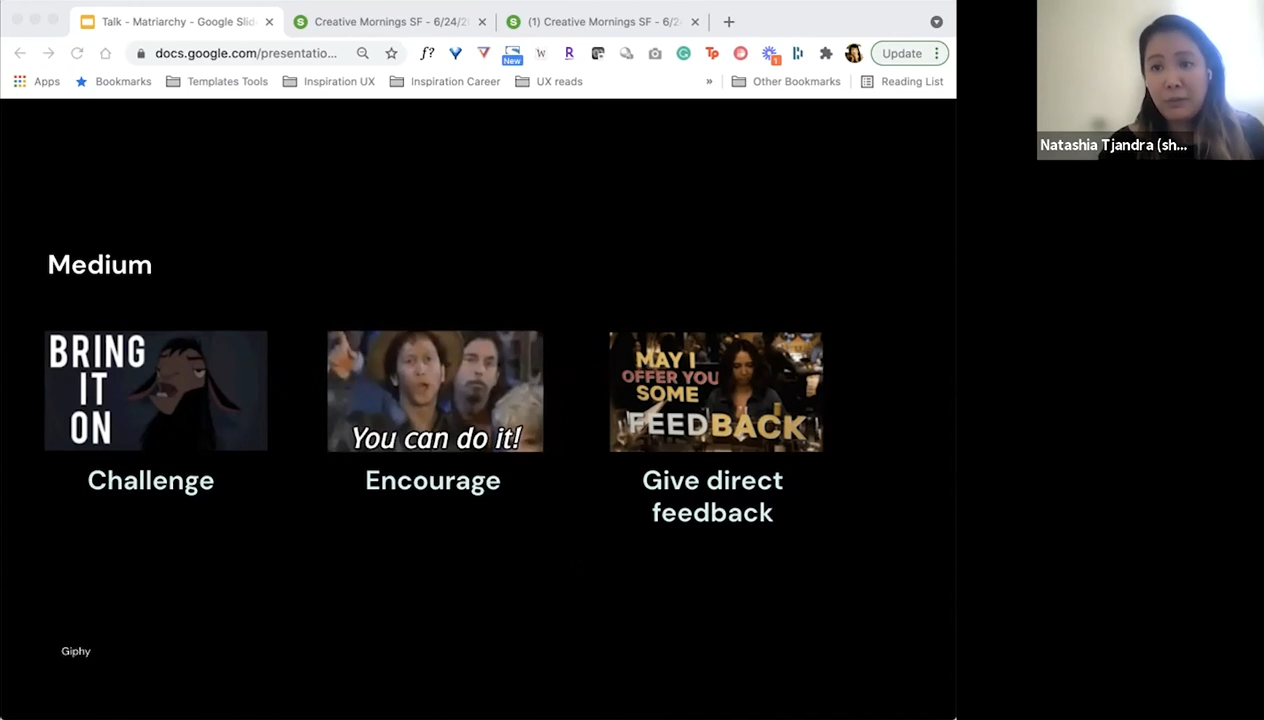 Talk - Matriarchy - Google Slid
Creative Mornings SF - 6/24/2
(1) Creative Mornings SF - 6/2
docs.google.com/presentatio...
f?
New
W
R
Tp
1
Update
Apps
Bookmarks
Templates Tools
Inspiration UX
Inspiration Career
UX reads
»
Other Bookmarks
Reading List
Natashia Tjandra (sh...
Medium
BRING
IT
ON
You can do it!
MAY I
OFFER YOU
SOME
FEEDBACK
Challenge
Encourage
Give direct
feedback
Giphy